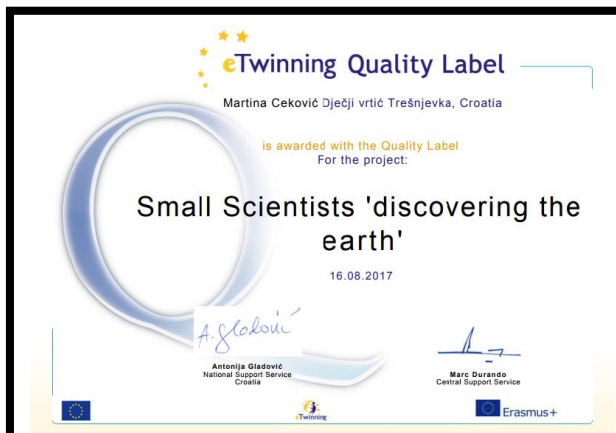 eTwinning Quality Label
Martina Ceković Dječji vrtić Trešnjevka, Croatia
is awarded with the Quality Label
For the project:
Small Scientists 'discovering the
earth'
16.08.2017
A. Gladović
Antonija Gladović
National Support Service
Croatia
Marc Durando
Central Support Service
eTwinning
Erasmus+